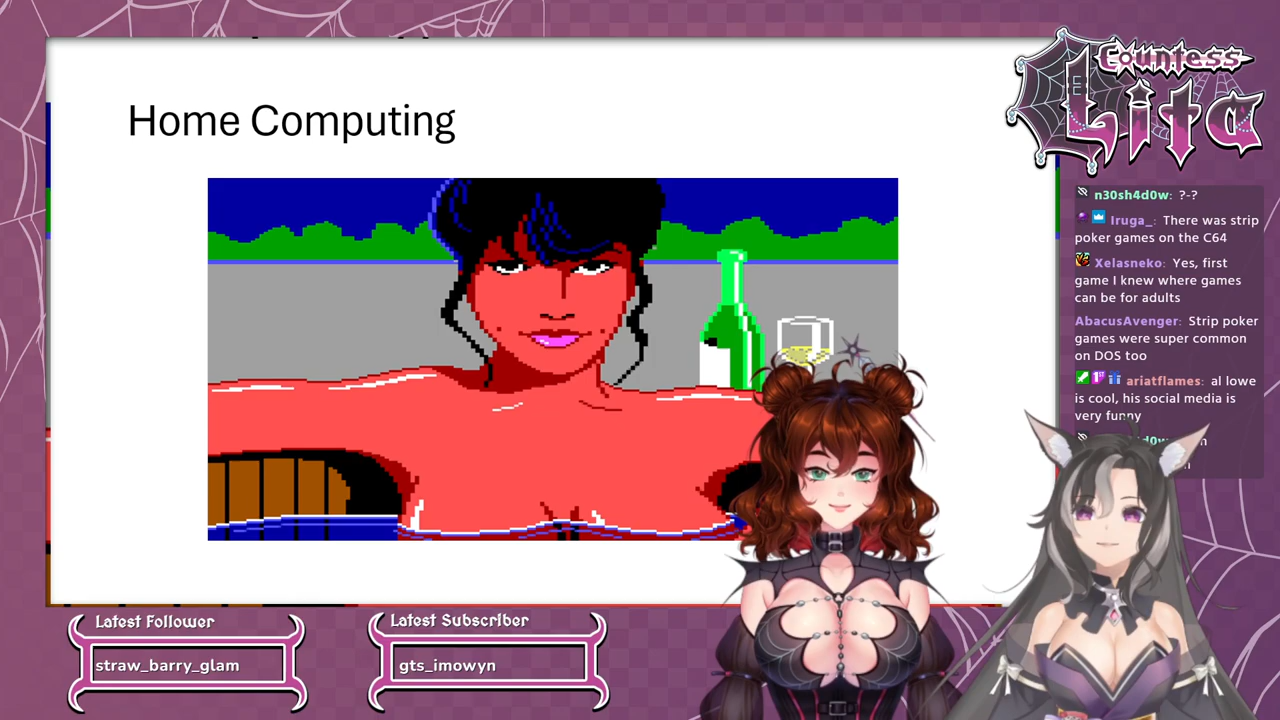 Home Computing
Countess
Lita
n30sh4d0w: ?-?
Iruga_: There was strip
poker games on the C64
Xelasneko: Yes, first
game I knew where games
can be for adults
AbacusAvenger: Strip poker
games were super common
on DOS too
ariatflames: al lowe
is cool, his social media is
very funny
Latest Follower
straw_barry_glam
Latest Subscriber
gts_imowyn